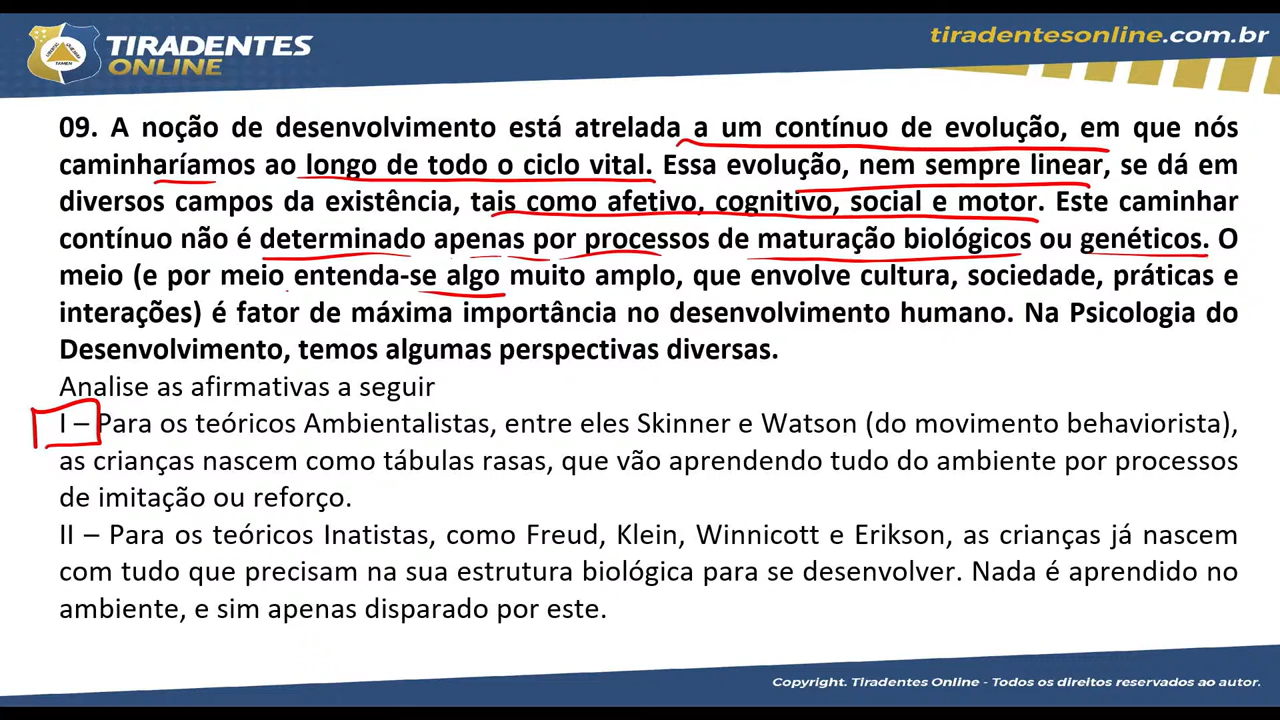 TIRADENTES
ONLINE
tiradentesonline.com.br
09. A noção de desenvolvimento está atrelada a um contínuo de evolução, em que nós
caminharíamos ao longo de todo o ciclo vital. Essa evolução, nem sempre linear, se dá em
diversos campos da existência, tais como afetivo, cognitivo, social e motor. Este caminhar
contínuo não é determinado apenas por processos de maturação biológicos ou genéticos. O
meio (e por meio entenda-se algo muito amplo, que envolve cultura, sociedade, práticas e
interações) é fator de máxima importância no desenvolvimento humano. Na Psicologia do
Desenvolvimento, temos algumas perspectivas diversas.
Analise as afirmativas a seguir
I – Para os teóricos Ambientalistas, entre eles Skinner e Watson (do movimento behaviorista),
as crianças nascem como tábulas rasas, que vão aprendendo tudo do ambiente por processos
de imitação ou reforço.
II – Para os teóricos Inatistas, como Freud, Klein, Winnicott e Erikson, as crianças já nascem
com tudo que precisam na sua estrutura biológica para se desenvolver. Nada é aprendido no
ambiente, e sim apenas disparado por este.
Copyright. Tiradentes Online - Todos os direitos reservados ao autor.